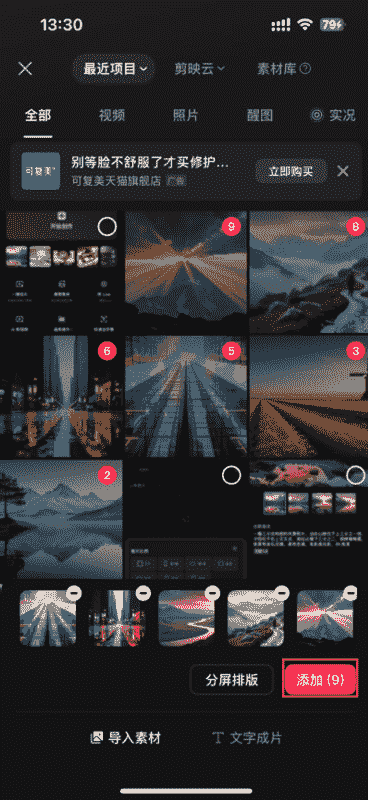 13:30
79
最近项目
剪映云
素材库
全部
视频
照片
醒图
实况
可复美
别等脸不舒服了才买修护...
可复美天猫旗舰店 广告
立即购买
9
8
6
5
3
2
分屏排版
添加 (9)
导入素材
文字成片